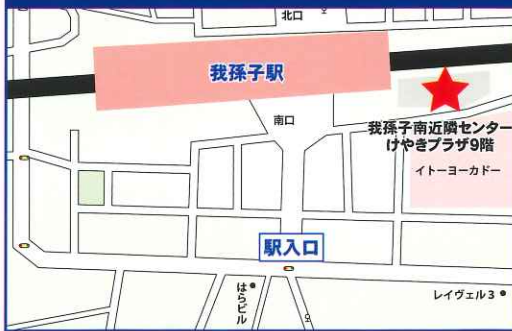 北口
我孫子駅
南口
我孫子南近隣センター
けやきプラザ9階
イトーヨーカドー
駅入口
はらビル
レイヴェル3